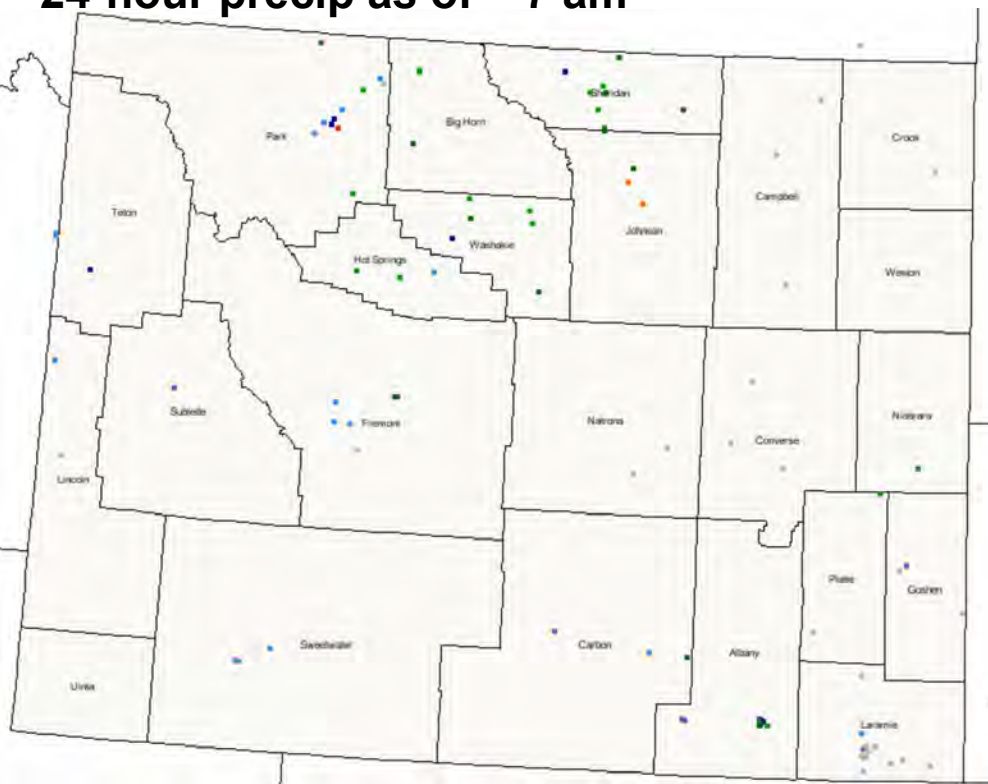 24-hour precip as of ~7 am
Sheridan
Big Horn
Park
Crook
Campbell
Teton
Johnson
Washakie
Hot Springs
Weston
Sublette
Fremont
Natrona
Niobrara
Converse
Lincoln
Platte
Goshen
Sweetwater
Carbon
Albany
Uinta
Laramie